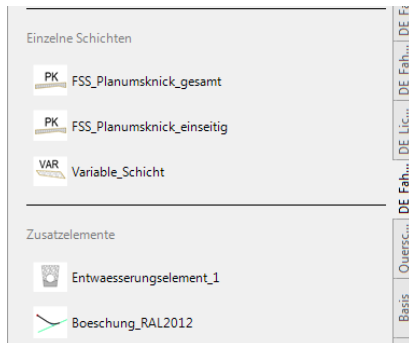 Einzelne Schichten
PK FSS_Planumsknick_gesamt
PK FSS_Planumsknick_einseitig
VAR Variable_Schicht
Zusatzelemente
Entwaesserungselement_1
Boeschung_RAL2012
DE Fah...
DE Lic...
DE Fah...
Quersc...
Basis